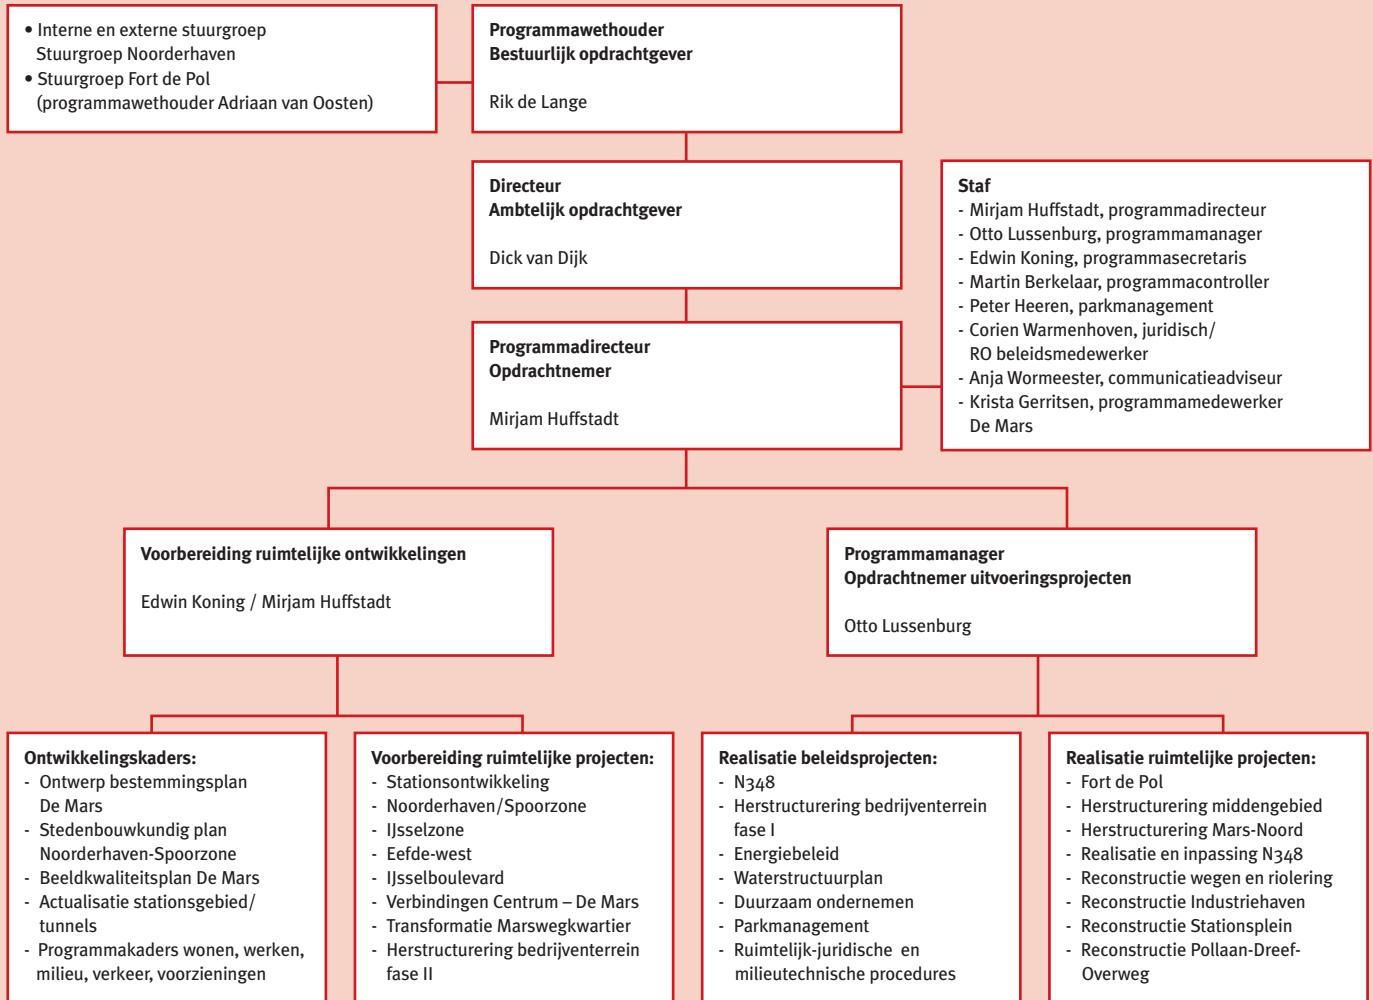 • Interne en externe stuurgroep
Stuurgroep Noorderhaven
• Stuurgroep Fort de Pol
(programmawethouder Adriaan van Oosten)
Programmawethouder
Bestuurlijk opdrachtgever
Rik de Lange
Directeur
Ambtelijk opdrachtgever
Dick van Dijk
Staf
- Mirjam Huffstadt, programmadirecteur
- Otto Lussenburg, programmamanager
- Edwin Koning, programmasecretaris
- Martin Berkelaar, programmacontroller
- Peter Heeren, parkmanagement
- Corien Warmenhoven, juridisch/
RO beleidsmedewerker
- Anja Wormeester, communicatieadviseur
- Krista Gerritsen, programmamedewerker
De Mars
Programmadirecteur
Opdrachtnemer
Mirjam Huffstadt
Voorbereiding ruimtelijke ontwikkelingen
Edwin Koning / Mirjam Huffstadt
Programmamanager
Opdrachtnemer uitvoeringsprojecten
Otto Lussenburg
Ontwikkelingskaders:
- Ontwerp bestemmingsplan
De Mars
- Stedenbouwkundig plan
Noorderhaven-Spoorzone
- Beeldkwaliteitsplan De Mars
- Actualisatie stationsgebied/
tunnels
- Programmakaders wonen, werken,
milieu, verkeer, voorzieningen
Voorbereiding ruimtelijke projecten:
- Stationsontwikkeling
- Noorderhaven/Spoorzone
- IJsselzone
- Eefde-west
- IJsselboulevard
- Verbindingen Centrum – De Mars
- Transformatie Marswegkwartier
- Herstructurering bedrijventerrein
fase II
Realisatie beleidsprojecten:
- N348
- Herstructurering bedrijventerrein
fase I
- Energiebeleid
- Waterstructuurplan
- Duurzaam ondernemen
- Parkmanagement
- Ruimtelijk-juridische en
milieutechnische procedures
Realisatie ruimtelijke projecten:
- Fort de Pol
- Herstructurering middengebied
- Herstructurering Mars-Noord
- Realisatie en inpassing N348
- Reconstructie wegen en riolering
- Reconstructie Industriehaven
- Reconstructie Stationsplein
- Reconstructie Pollaan-Dreef-
Overweg